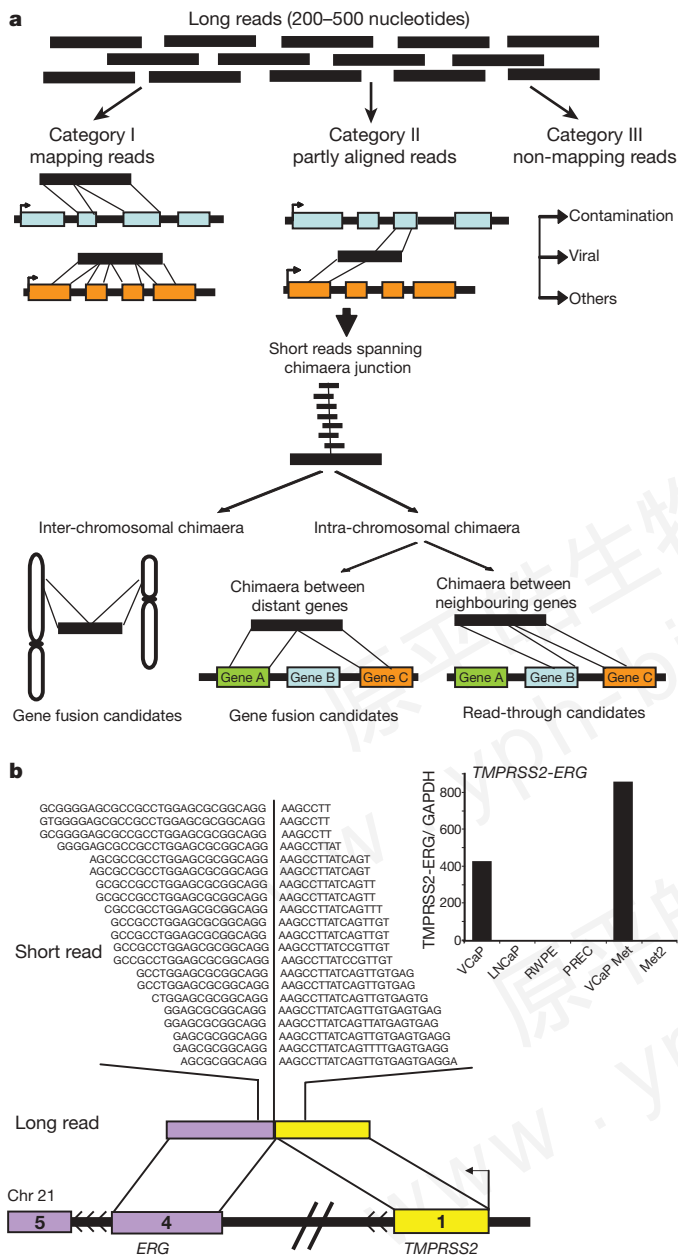 a
Long reads (200–500 nucleotides)
Category I
mapping reads
Category II
partly aligned reads
Category III
non-mapping reads
Contamination
Viral
Others
Short reads spanning
chimaera junction
Inter-chromosomal chimaera
Intra-chromosomal chimaera
Chimaera between
distant genes
Chimaera between
neighbouring genes
Gene A
Gene B
Gene C
Gene A
Gene B
Gene C
Gene fusion candidates
Gene fusion candidates
Read-through candidates
b
GCGGGGAGCGCCGCCTGGAGCGCGGCAGG AAGCCTT
GTGGGGAGCGCCGCCTGGAGCGCGGCAGG AAGCCTT
GCGGGGAGCGCCGCCTGGAGCGCGGCAGG AAGCCTT
GGGGAGCGCCGCCTGGAGCGCGGCAGG AAGCCTTAT
AGCGCCGCCTGGAGCGCGGCAGG AAGCCTTATCAGT
AGCGCCGCCTGGAGCGCGGCAGG AAGCCTTATCAGT
GCGCCGCCTGGAGCGCGGCAGG AAGCCTTATCAGTT
GCGCCGCCTGGAGCGCGGCAGG AAGCCTTATCAGTT
CGCCGCCTGGAGCGCGGCAGG AAGCCTTATCAGTTT
GCCGCCTGGAGCGCGGCAGG AAGCCTTATCAGTTGT
GCCGCCTGGAGCGCGGCAGG AAGCCTTATCAGTTGT
GCCGCCTGGAGCGCGGCAGG AAGCCTTATCCGTTGT
GCCGCCTGGAGCGCGGCAGG AAGCCTTATCCGTTGT
GCCTGGAGCGCGGCAGG AAGCCTTATCAGTTGTGAG
GCCTGGAGCGCGGCAGG AAGCCTTATCAGTTGTGAG
CTGGAGCGCGGCAGG AAGCCTTATCAGTTGTGAGTG
GGAGCGCGGCAGG AAGCCTTATCAGTTGTGAGTGAG
GGAGCGCGGCAGG AAGCCTTATCAGTTATGAGTGAG
GAGCGCGGCAGG AAGCCTTATCAGTTGTGAGTGAGG
GAGCGCGGCAGG AAGCCTTATCAGTTTTGAGTGAGG
AGCGCGGCAGG AAGCCTTATCAGTTGTGAGTGAGGA
Short read
TMPRSS2-ERG
TMPRSS2-ERG/ GAPDH
800
600
400
200
0
VCaP
LNCaP
RWPE
PREC
VCaP Met
Met2
Long read
Chr 21
5
4
1
ERG
TMPRSS2